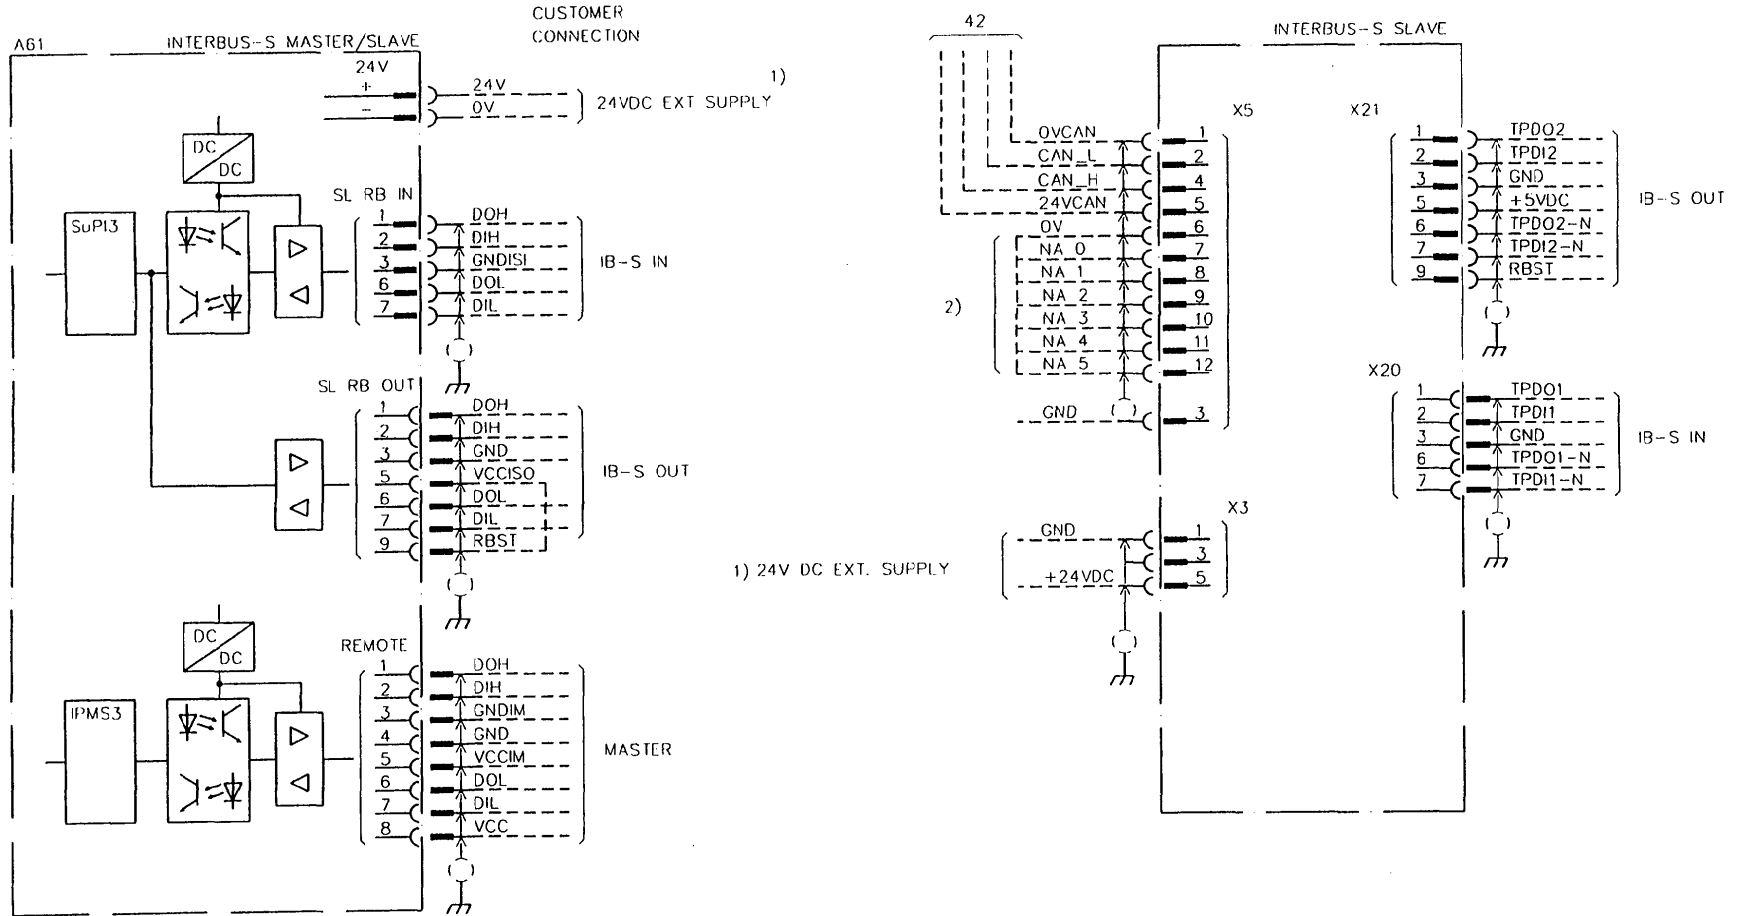 CUSTOMER
CONNECTION
A61
INTERBUS-S MASTER/SLAVE
24V
+
-
24V
0V
24VDC EXT SUPPLY
1)
DC
DC
SuPI3
SL RB IN
1 DOH
2 DIH
3 GNDISI
6 DOL
7 DIL
IB-S IN
SL RB OUT
1 DOH
2 DIH
3 GND
5 VCCISO
6 DOL
7 DIL
9 RBST
IB-S OUT
DC
DC
IPMS3
REMOTE
1 DOH
2 DIH
3 GNDIM
4 GND
5 VCCIM
6 DOL
7 DIL
8 VCC
MASTER
42
INTERBUS-S SLAVE
X5
0VCAN 1
CAN_L 2
CAN_H 4
24VCAN 5
0V 6
NA 0 7
NA 1 8
NA 2 9
NA 3 10
NA 4 11
NA 5 12
GND 3
2)
X3
GND 1
3
+24VDC 5
1) 24V DC EXT. SUPPLY
X21
1 TPDO2
2 TPDI2
3 GND
5 +5VDC
6 TPDO2-N
7 TPDI2-N
9 RBST
IB-S OUT
X20
1 TPDO1
2 TPDI1
3 GND
6 TPDO1-N
7 TPDI1-N
IB-S IN